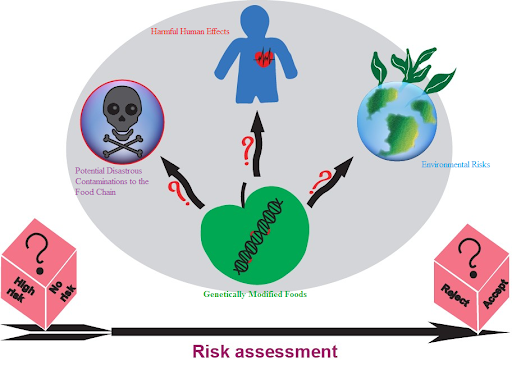 Harmful Human Effects
Potential Disastrous
Contaminations to the
Food Chain
Environmental Risks
?
?
?
Genetically Modified Foods
?
High
risk
No
risk
?
Reject
Accept
Risk assessment